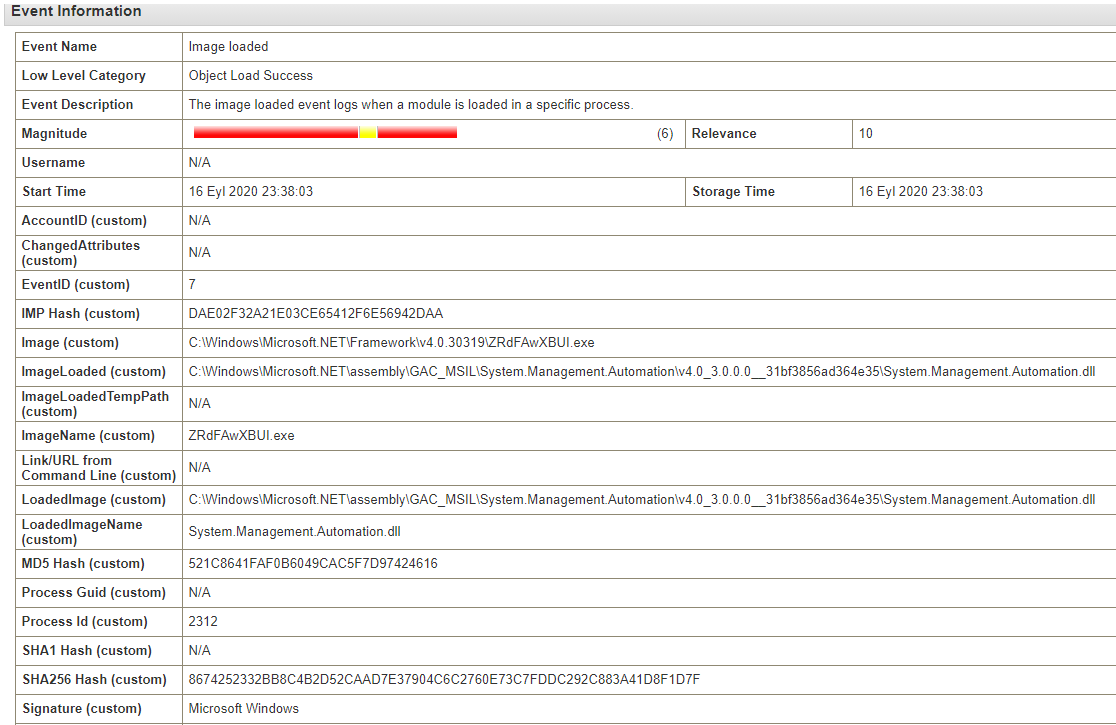 Event Information
Event Name Image loaded
Low Level Category Object Load Success
Event Description The image loaded event logs when a module is loaded in a specific process.
Magnitude (6) Relevance 10
Username N/A
Start Time 16 Eyl 2020 23:38:03 Storage Time 16 Eyl 2020 23:38:03
AccountID (custom) N/A
ChangedAttributes
(custom) N/A
EventID (custom) 7
IMP Hash (custom) DAE02F32A21E03CE65412F6E56942DAA
Image (custom) C:\Windows\Microsoft.NET\Framework\v4.0.30319\ZRdFAwXBUI.exe
ImageLoaded (custom) C:\Windows\Microsoft.NET\assembly\GAC_MSIL\System.Management.Automation\v4.0_3.0.0.0__31bf3856ad364e35\System.Management.Automation.dll
ImageLoadedTempPath
(custom) N/A
ImageName (custom) ZRdFAwXBUI.exe
Link/URL from
Command Line (custom) N/A
LoadedImage (custom) C:\Windows\Microsoft.NET\assembly\GAC_MSIL\System.Management.Automation\v4.0_3.0.0.0__31bf3856ad364e35\System.Management.Automation.dll
LoadedImageName
(custom) System.Management.Automation.dll
MD5 Hash (custom) 521C8641FAF0B6049CAC5F7D97424616
Process Guid (custom) N/A
Process Id (custom) 2312
SHA1 Hash (custom) N/A
SHA256 Hash (custom) 8674252332BB8C4B2D52CAAD7E37904C6C2760E73C7FDDC292C883A41D8F1D7F
Signature (custom) Microsoft Windows